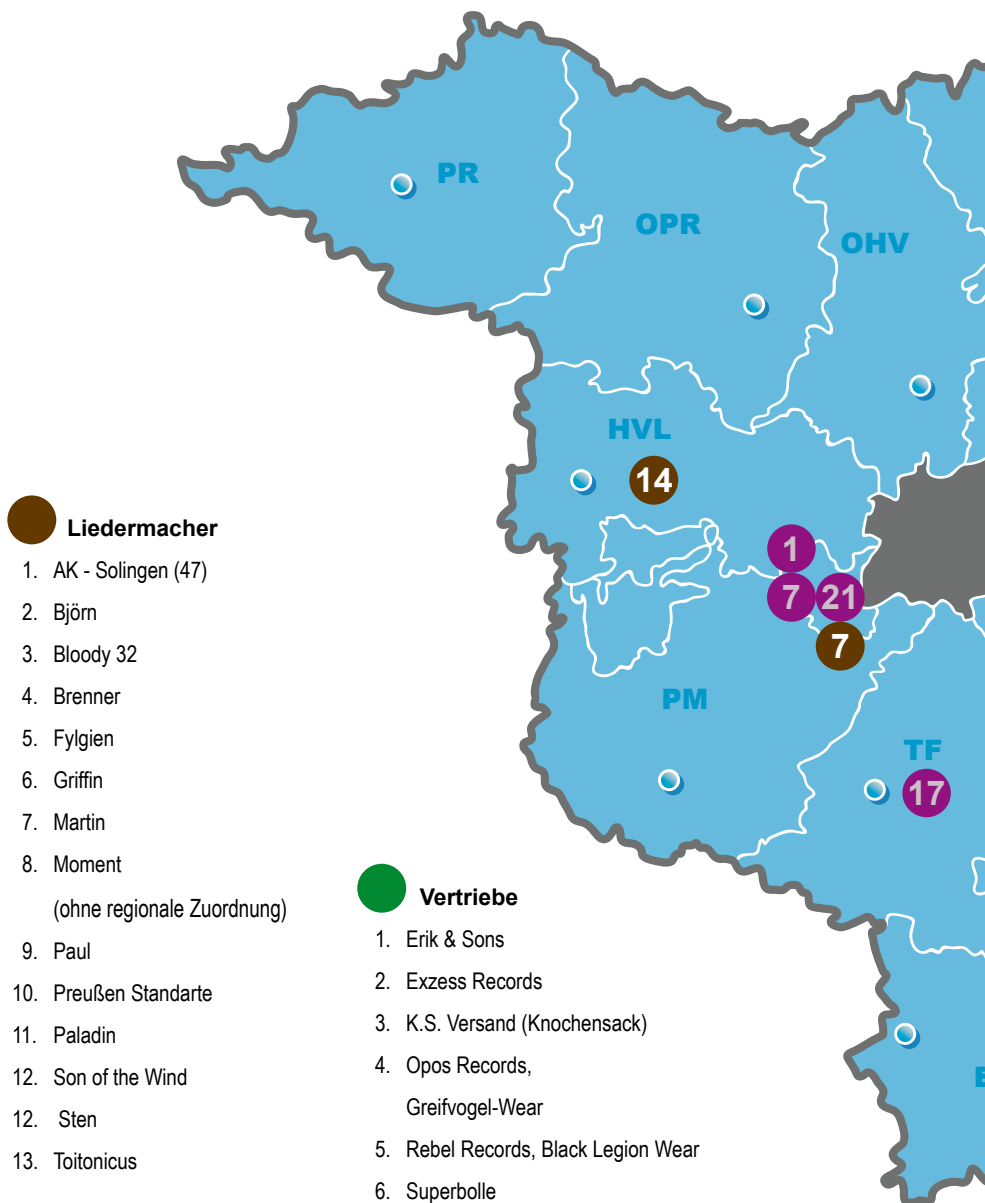 PR
OPR
OHV
HVL
14
1
7 21
7
PM
TF
17
Liedermacher
1. AK - Solingen (47)
2. Björn
3. Bloody 32
4. Brenner
5. Fylgien
6. Griffin
7. Martin
8. Moment
(ohne regionale Zuordnung)
9. Paul
10. Preußen Standarte
11. Paladin
12. Son of the Wind
12. Sten
13. Toitonicus
Vertriebe
1. Erik & Sons
2. Exzess Records
3. K.S. Versand (Knochensack)
4. Opos Records,
Greifvogel-Wear
5. Rebel Records, Black Legion Wear
6. Superbolle